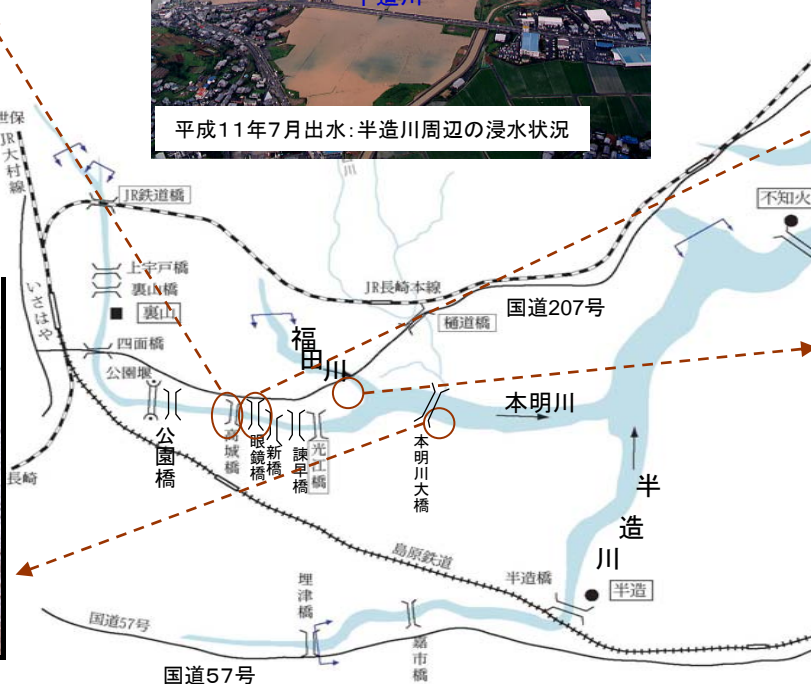 半造川
平成11年7月出水：半造川周辺の浸水状況
世保
JR大村線
JR鉄道橋
不知火
上宇戸橋
裏山橋
裏山
いさはや
JR長崎本線
国道207号
樋道橋
福田川
四面橋
公園堰
本明川
公園橋
高城橋
眼鏡橋
新橋
諫早橋
光江橋
本明川大橋
長崎
半造川
島原鉄道
半造橋
半造
埋津橋
国道57号
嘉市橋
国道57号